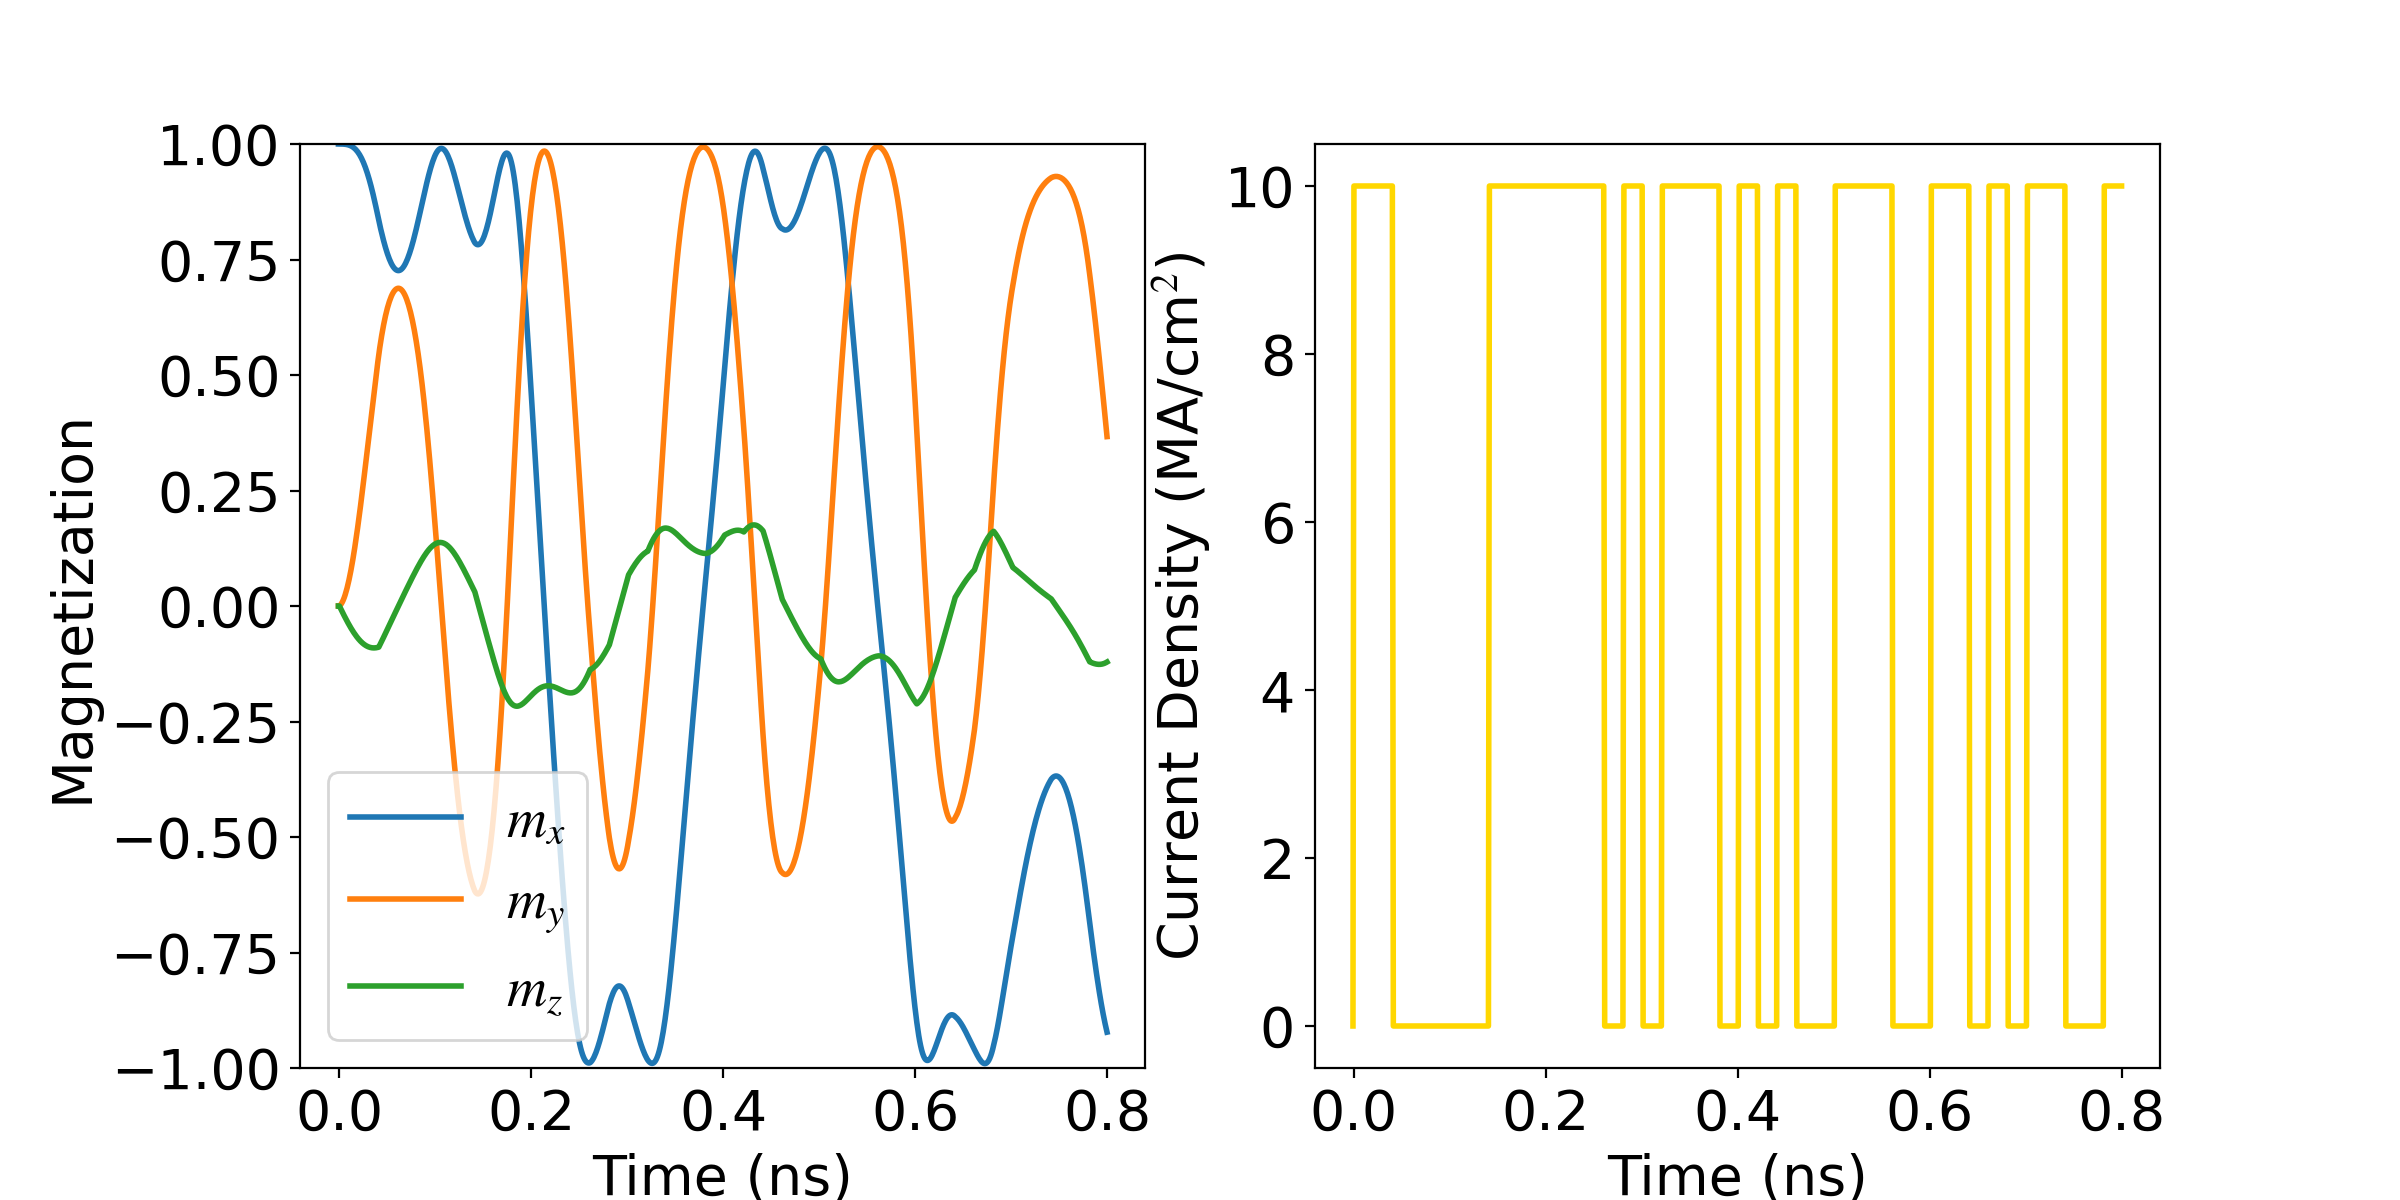 1.00
0.75
0.50
0.25
0.00
−0.25
−0.50
−0.75
−1.00
Magnetization
m_x
m_y
m_z
0.0 0.2 0.4 0.6 0.8
Time (ns)
10
8
6
4
2
0
Current Density (MA/cm²)
0.0 0.2 0.4 0.6 0.8
Time (ns)